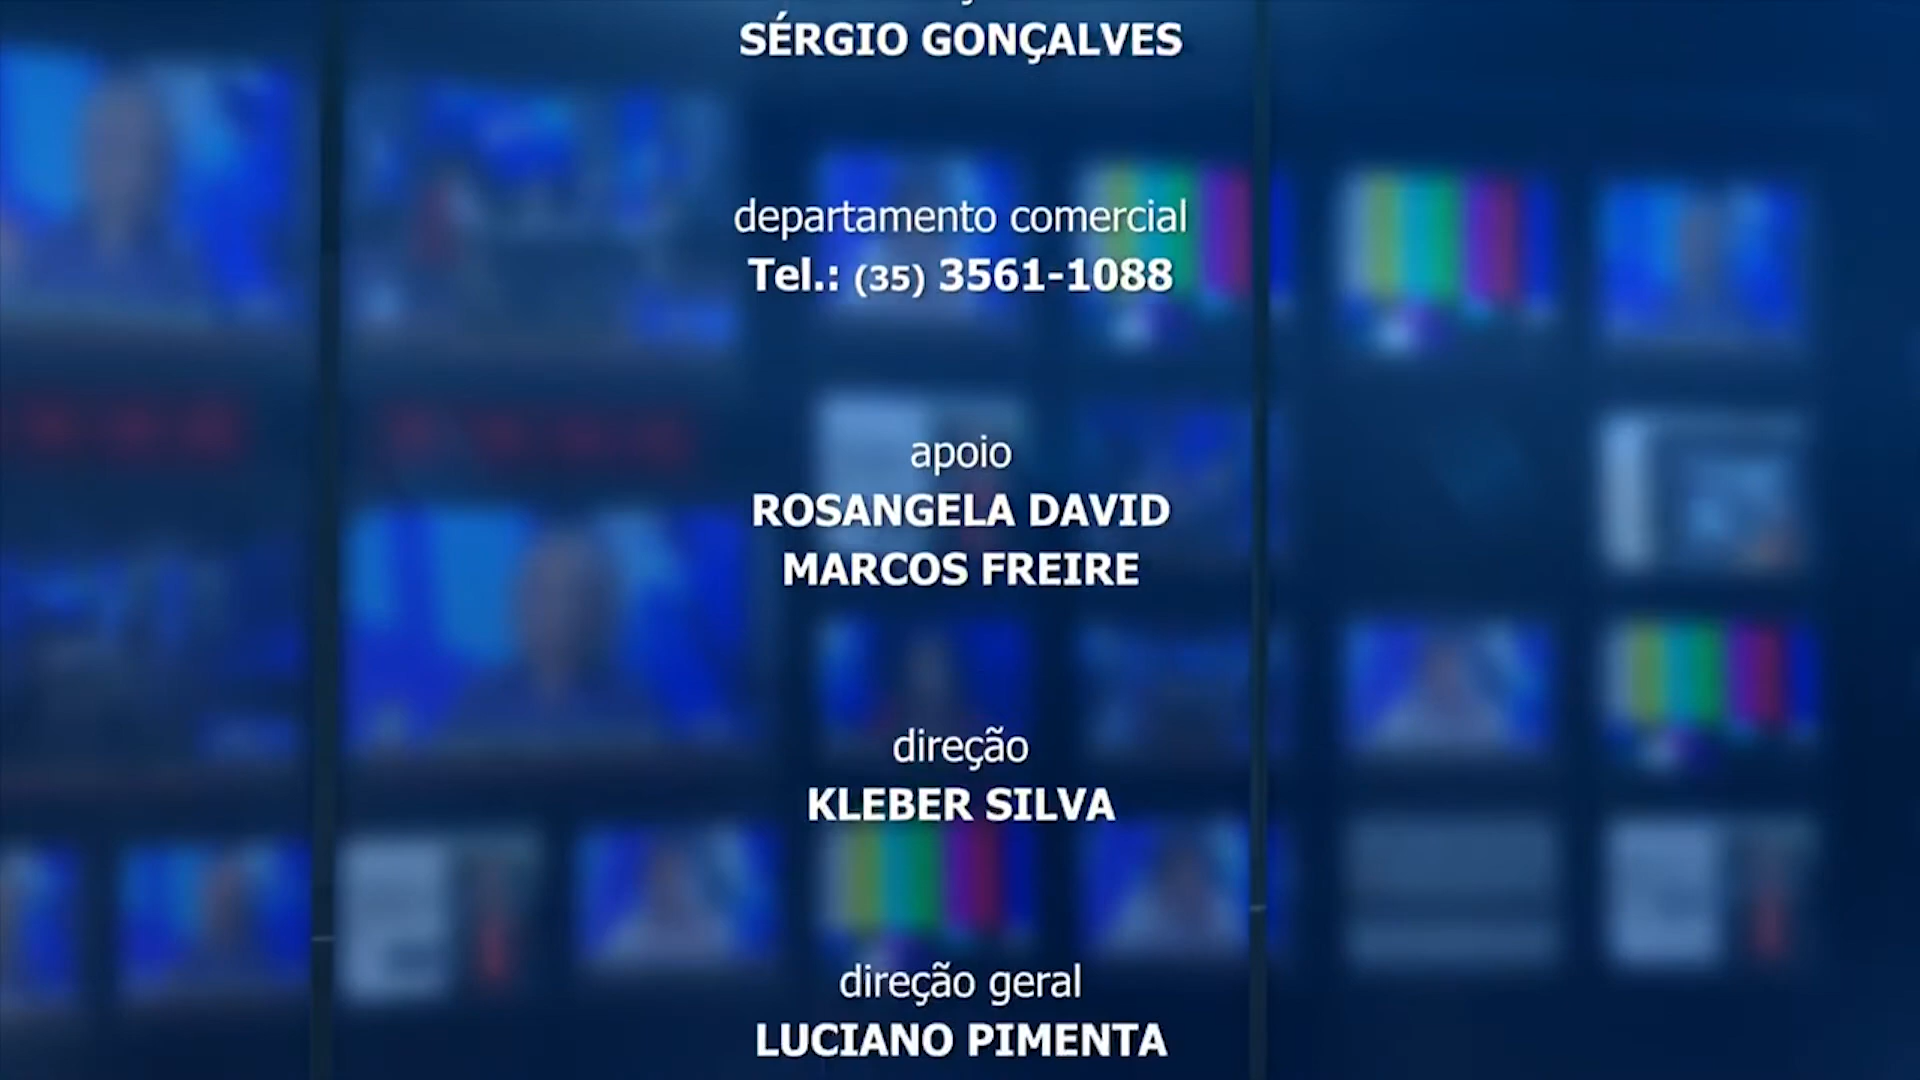 SÉRGIO GONÇALVES
departamento comercial
Tel.: (35) 3561-1088
apoio
ROSANGELA DAVID
MARCOS FREIRE
direção
KLEBER SILVA
direção geral
LUCIANO PIMENTA